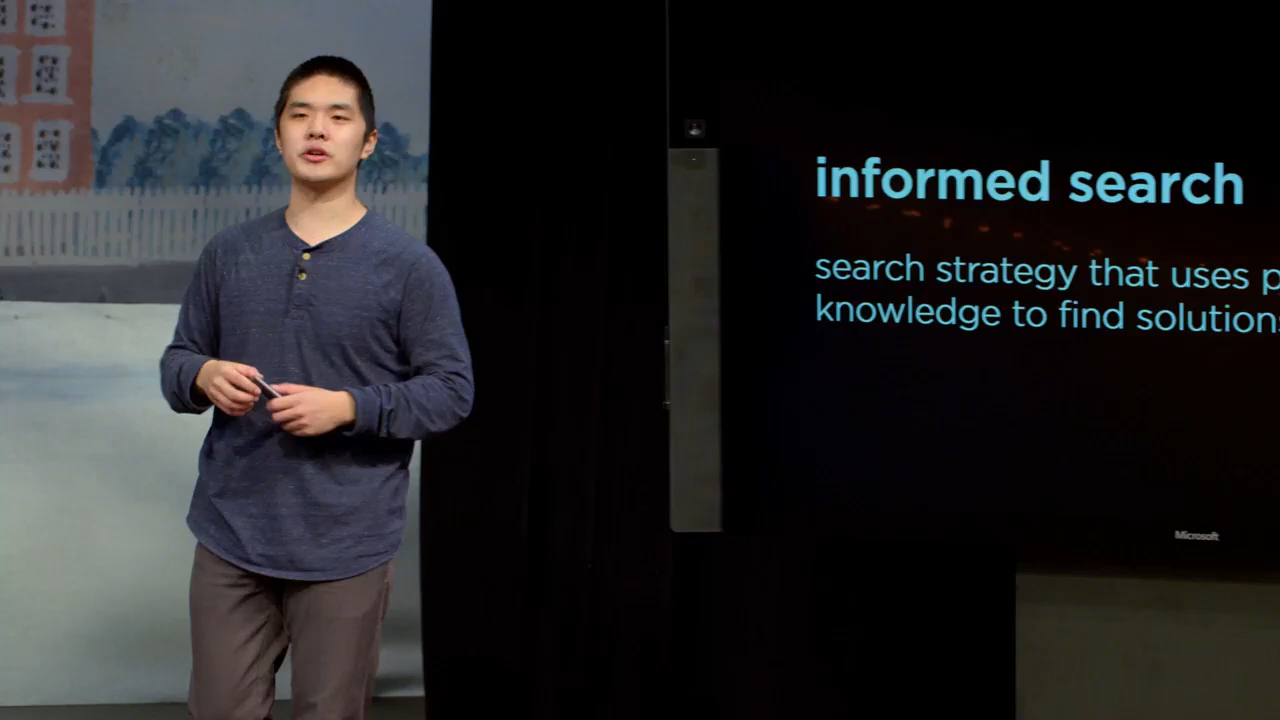 informed search
search strategy that uses
knowledge to find solutions
Microsoft